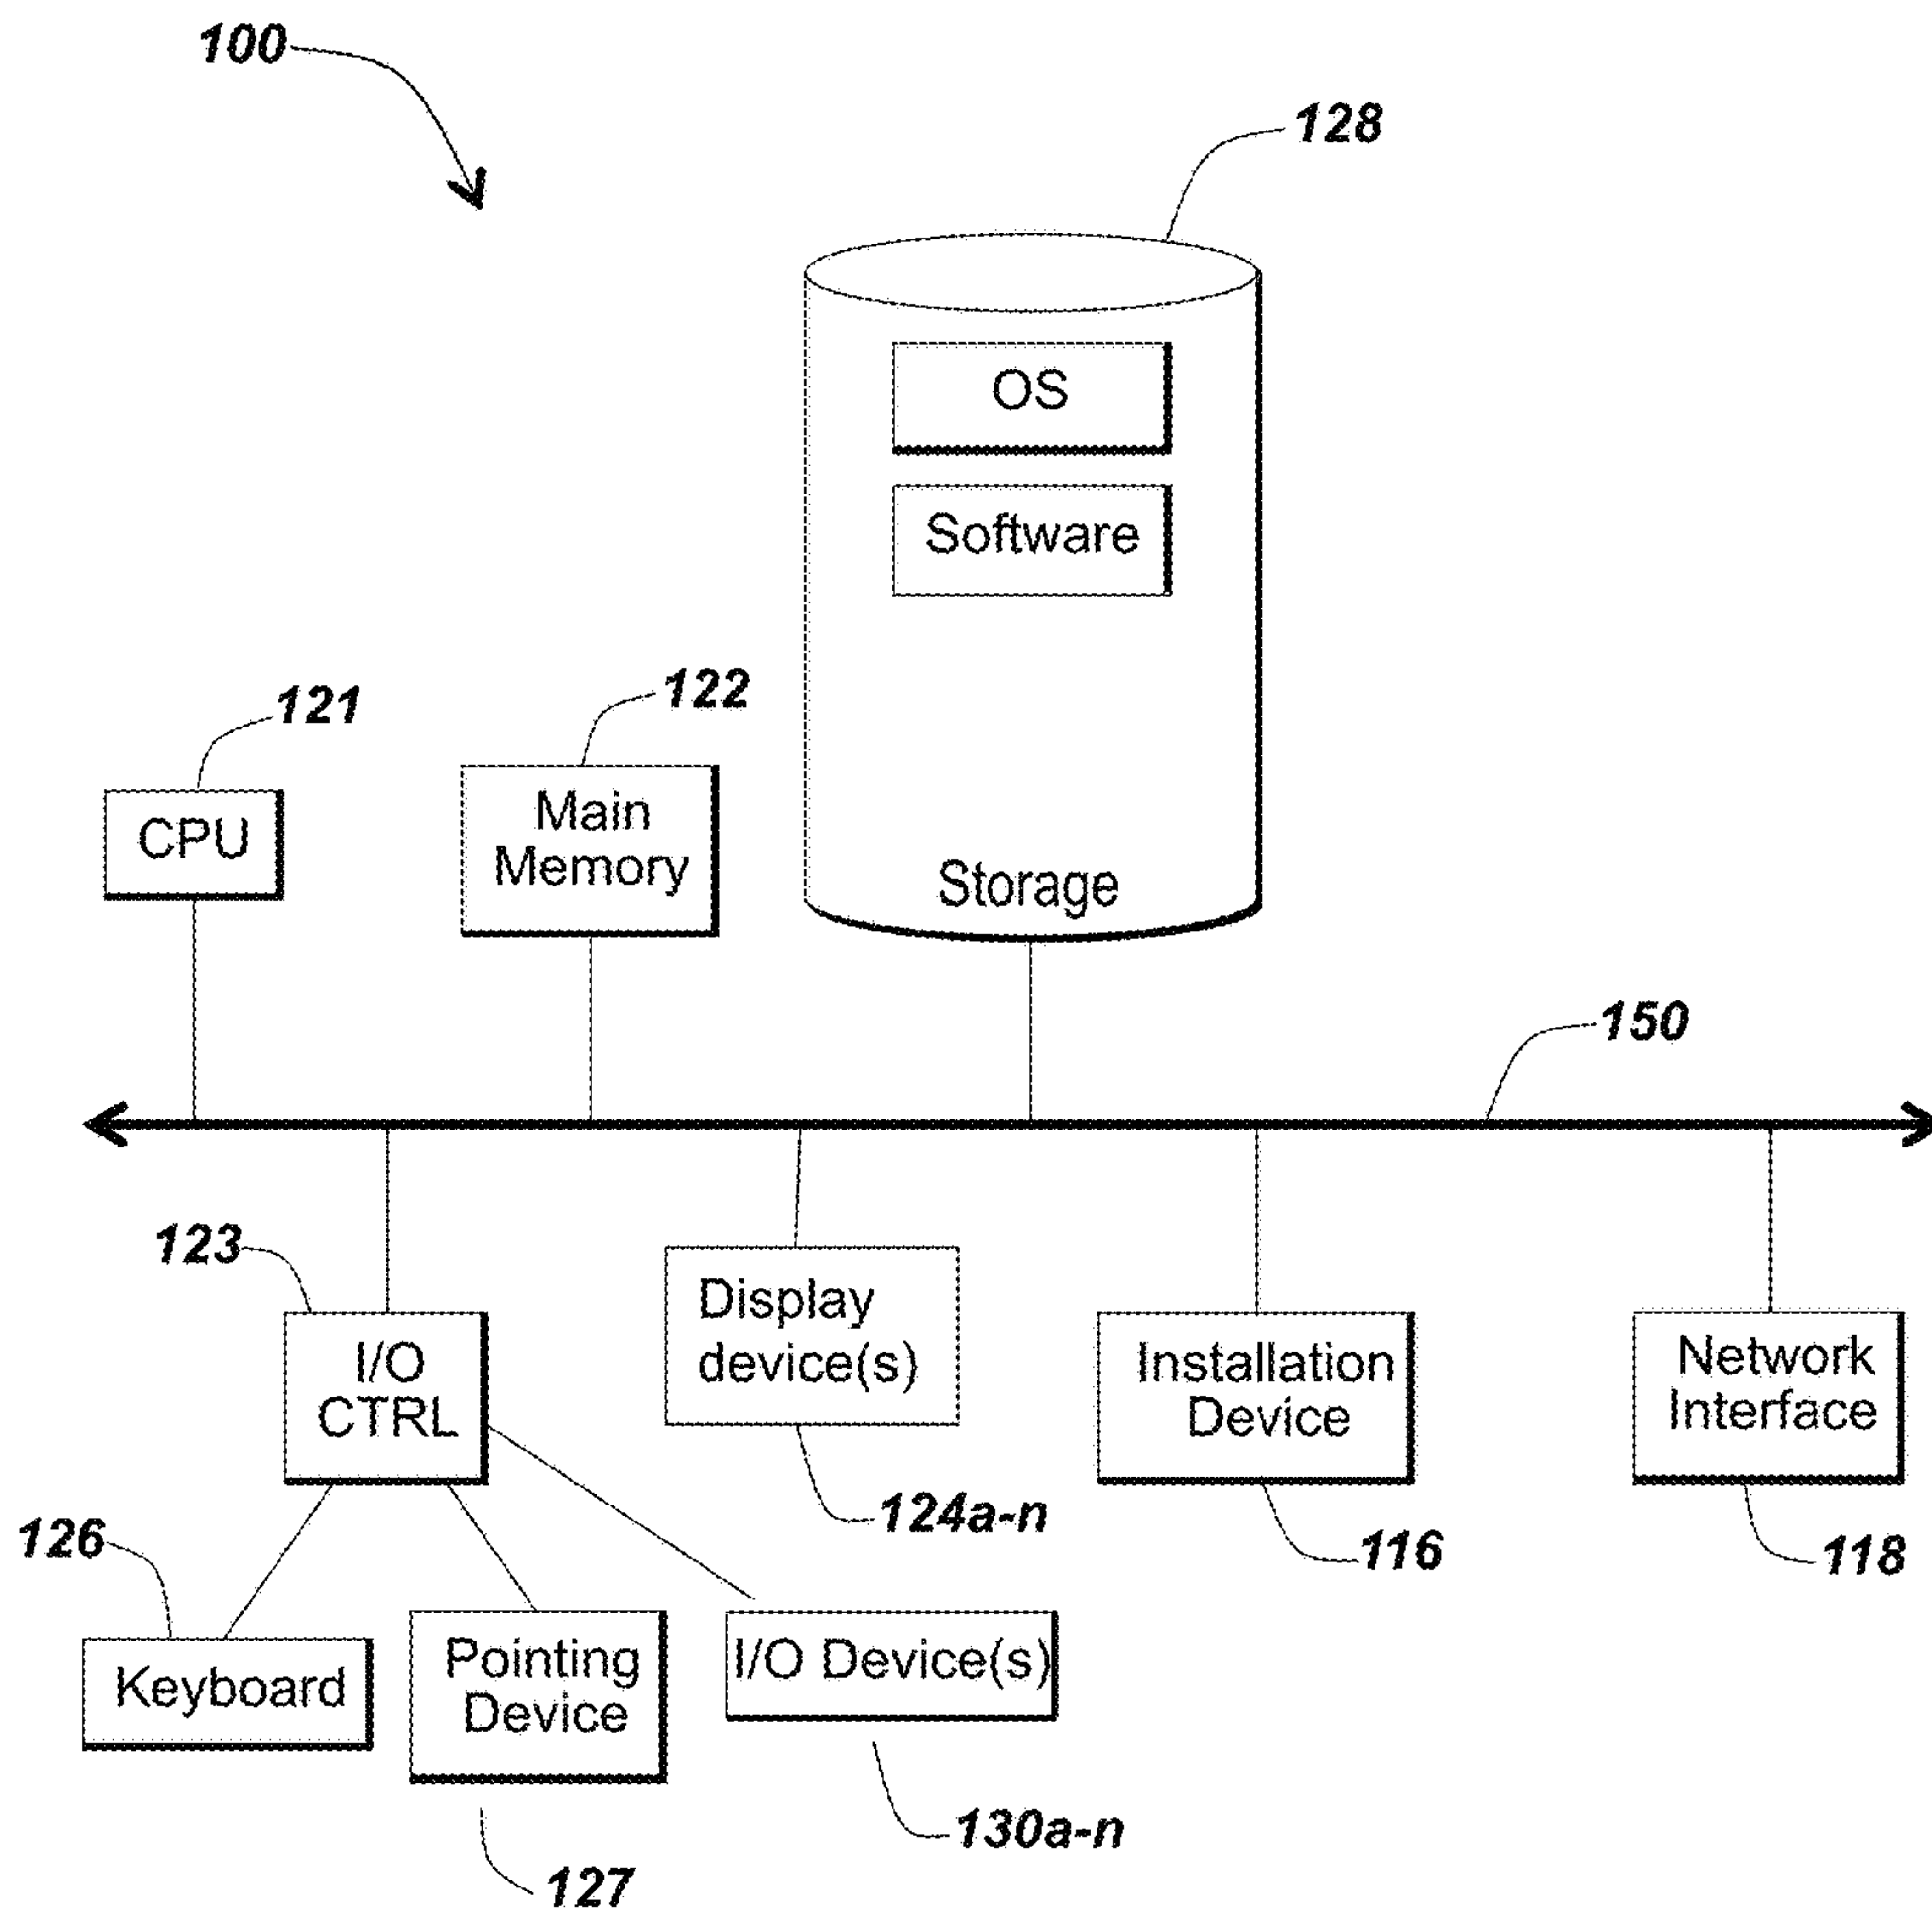 100
128
OS
Software
121
122
CPU
Main
Memory
Storage
150
123
Display
device(s)
I/O
CTRL
Installation
Device
Network
Interface
124a-n
126
116
118
Keyboard
Pointing
Device
I/O Device(s)
130a-n
127